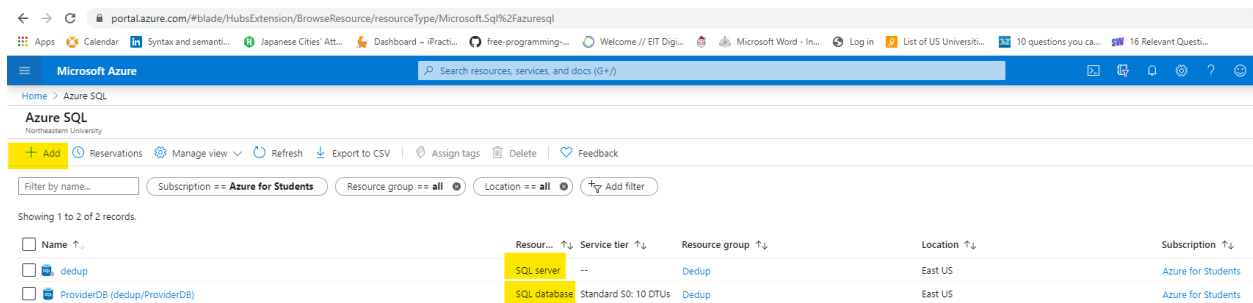 portal.azure.com/#blade/HubsExtension/BrowseResource/resourceType/Microsoft.Sql%2Fazuresql
Apps Calendar Syntax and semanti... Japanese Cities' Att... Dashboard ~ iPracti... free-programming-... Welcome // EIT Digi... Microsoft Word - In... Log in List of US Universiti... 10 questions you ca... 16 Relevant Questi...
Microsoft Azure Search resources, services, and docs (G+/)
Home > Azure SQL
Azure SQL
Northeastern University
+ Add Reservations Manage view Refresh Export to CSV Assign tags Delete Feedback
Filter by name... Subscription == Azure for Students Resource group == all Location == all Add filter
Showing 1 to 2 of 2 records.
Name ↑↓ Resour... ↑↓ Service tier ↑↓ Resource group ↑↓ Location ↑↓ Subscription ↑↓
dedup SQL server -- Dedup East US Azure for Students
ProviderDB (dedup/ProviderDB) SQL database Standard S0: 10 DTUs Dedup East US Azure for Students